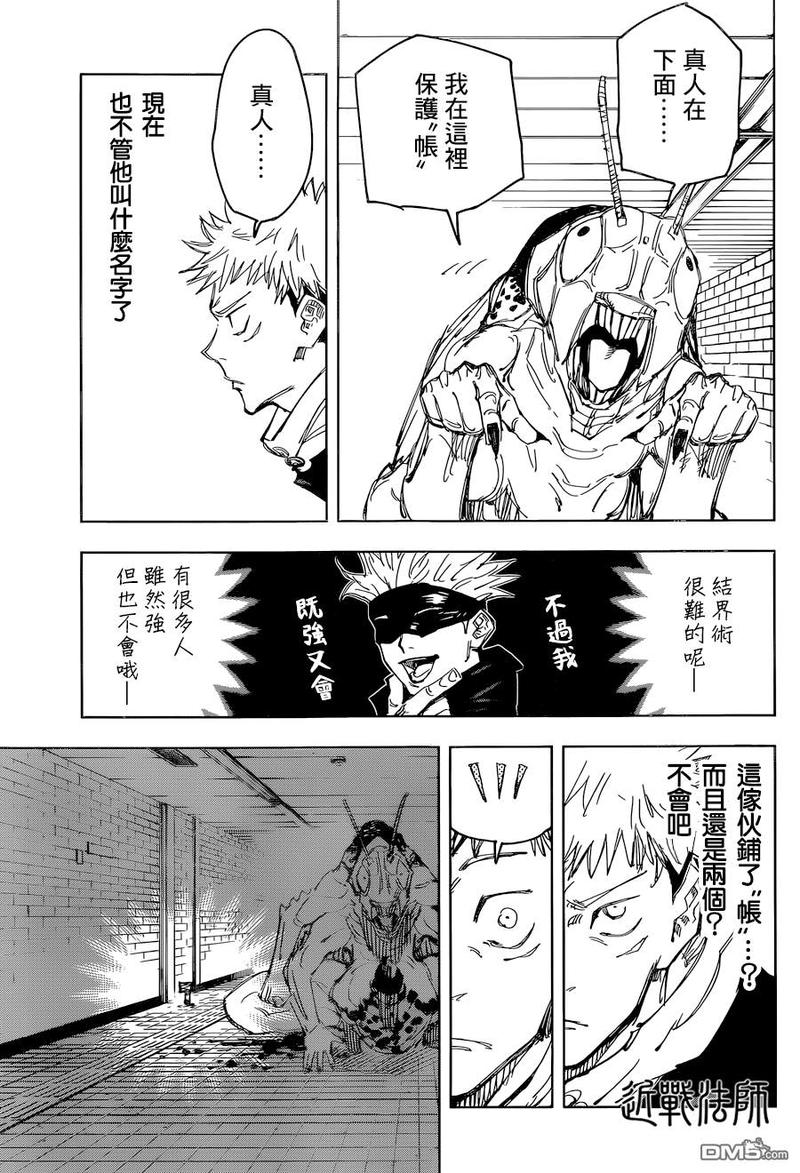 真人在
下面……
我在這裡
保護〝帳〞
真人……
現在
也不管他叫什麼名字了
結界術
很難的呢—
不過我
既強又會
有很多人
雖然強
但也不會哦—
這傢伙鋪了〝帳〞…？
而且還是兩個？
不會吧
!!!
近戰法師
DM5.com